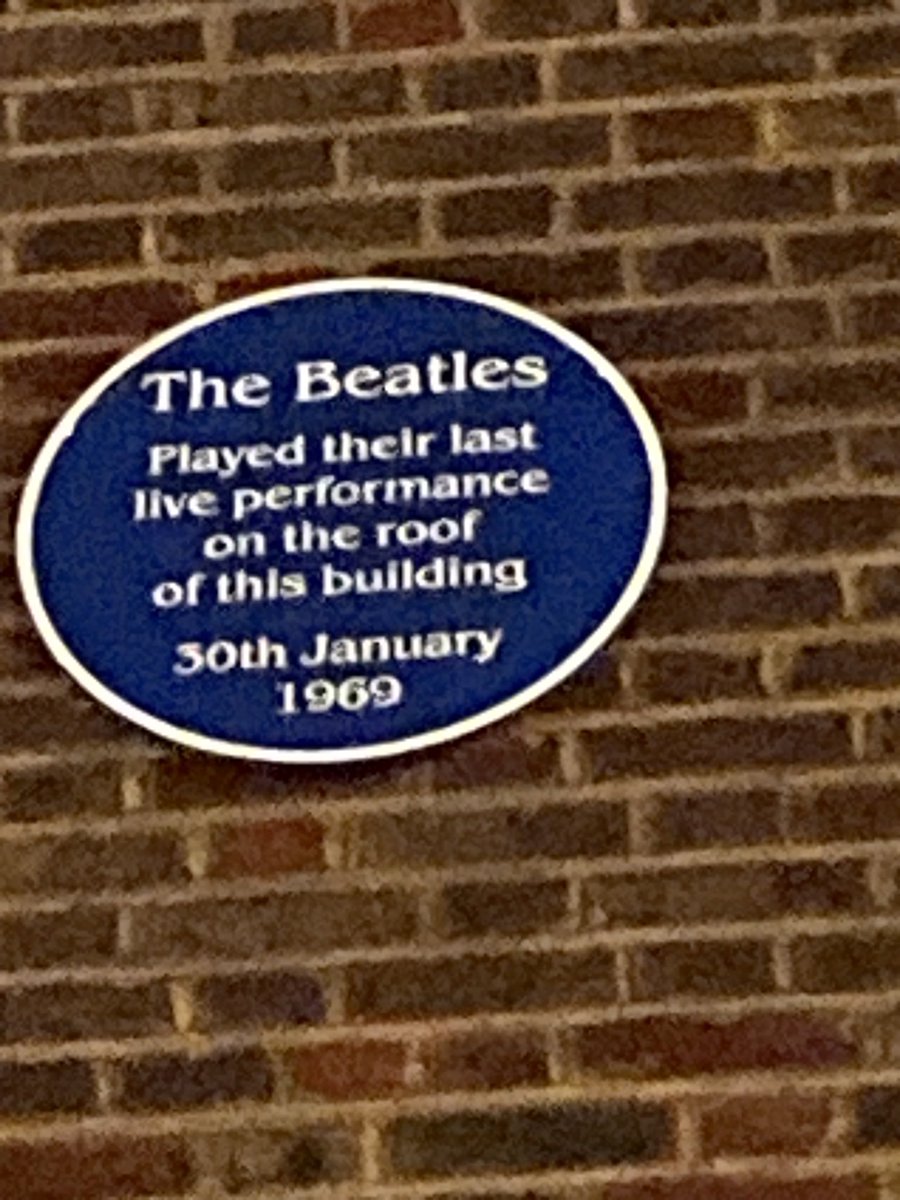 The Beatles
Played their last
live performance
on the roof
of this building
30th January
1969